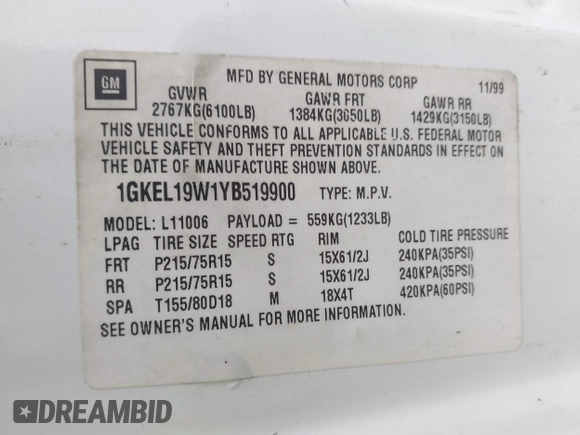 GM
MFD BY GENERAL MOTORS CORP 11/99
GVWR GAWR FRT GAWR RR
2767KG(6100LB) 1384KG(3050LB) 1429KG(3150LB)
THIS VEHICLE CONFORMS TO ALL APPLICABLE U.S. FEDERAL MOTOR
VEHICLE SAFETY AND THEFT PREVENTION STANDARDS IN EFFECT ON
THE DATE OF MANUFACTURE SHOWN ABOVE.
1GKEL19W1YB519900 TYPE: M.P.V.
MODEL: L11006 PAYLOAD = 559KG(1233LB)
LPAG TIRE SIZE SPEED RTG RIM COLD TIRE PRESSURE
FRT P215/75R15 S 15X61/2J 240KPA(35PSI)
RR P215/75R15 S 15X61/2J 240KPA(35PSI)
SPA T155/80D18 M 18X4T 420KPA(60PSI)
SEE OWNER'S MANUAL FOR MORE INFORMATION.
DREAMBID